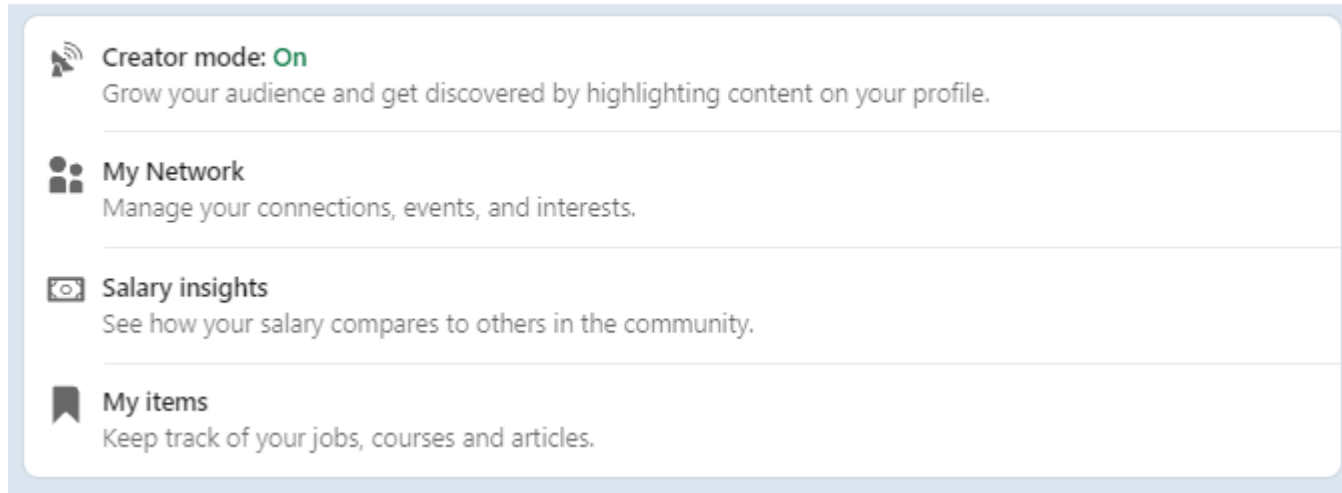 Creator mode: On
Grow your audience and get discovered by highlighting content on your profile.
My Network
Manage your connections, events, and interests.
Salary insights
See how your salary compares to others in the community.
My items
Keep track of your jobs, courses and articles.